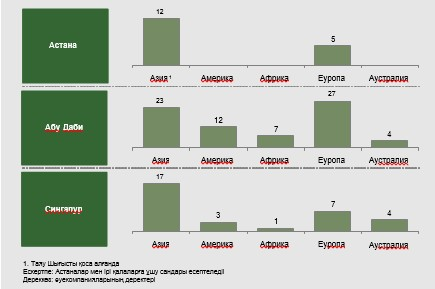 12
5
Астана
Азия¹ Америка Африка Еуропа Аустралия
23
12
7
27
4
Абу Даби
Азия Америка Африка Еуропа Аустралия
17
3
1
7
4
Сингапур
Азия Америка Африка Еуропа Аустралия
1. Таяу Шығысты қоса алғанда
Ескертпе: Астаналар мен ірі қалаларға ұшу сандары есептеледі
Дереккөз: әуекомпанияларының деректері